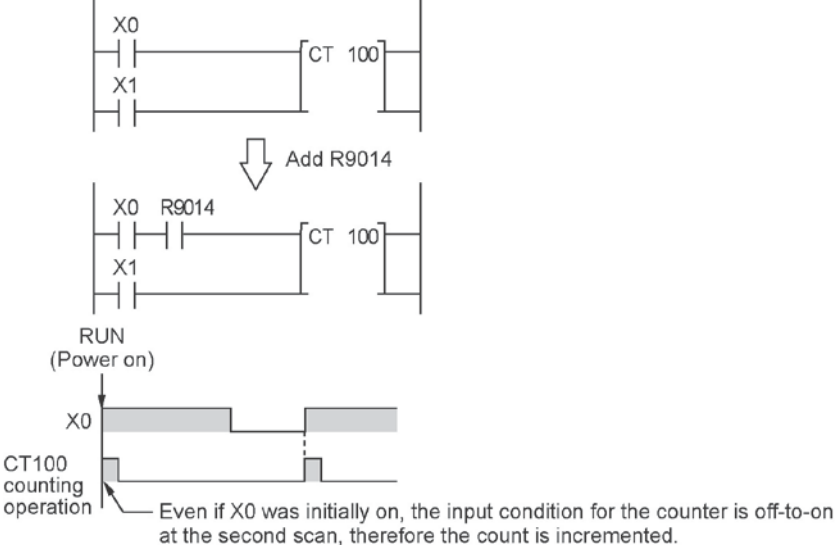 X0
CT 100
X1
Add R9014
X0 R9014
CT 100
X1
RUN
(Power on)
X0
CT100
counting
operation
Even if X0 was initially on, the input condition for the counter is off-to-on
at the second scan, therefore the count is incremented.